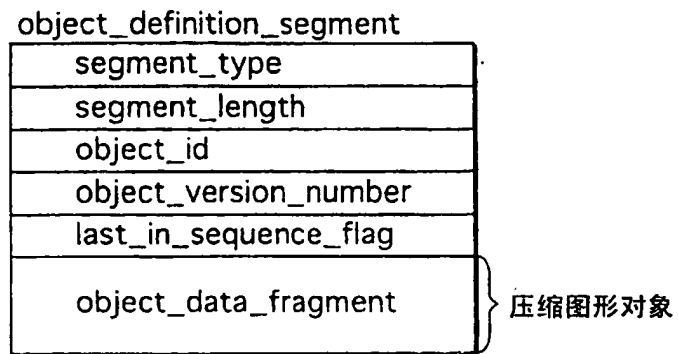 object_definition_segment
segment_type
segment_length
object_id
object_version_number
last_in_sequence_flag
object_data_fragment
压缩图形对象